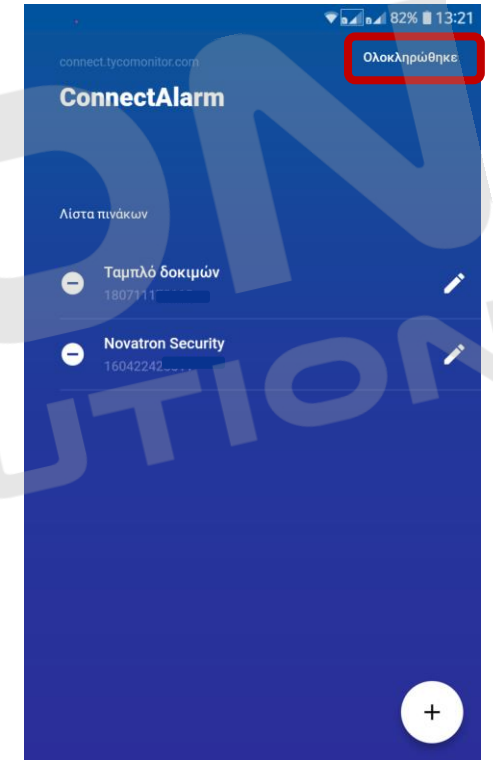 82% 13:21
connect.tycomonitor.com
Ολοκληρώθηκε
ConnectAlarm
Λίστα πινάκων
Ταμπλό δοκιμών
Novatron Security